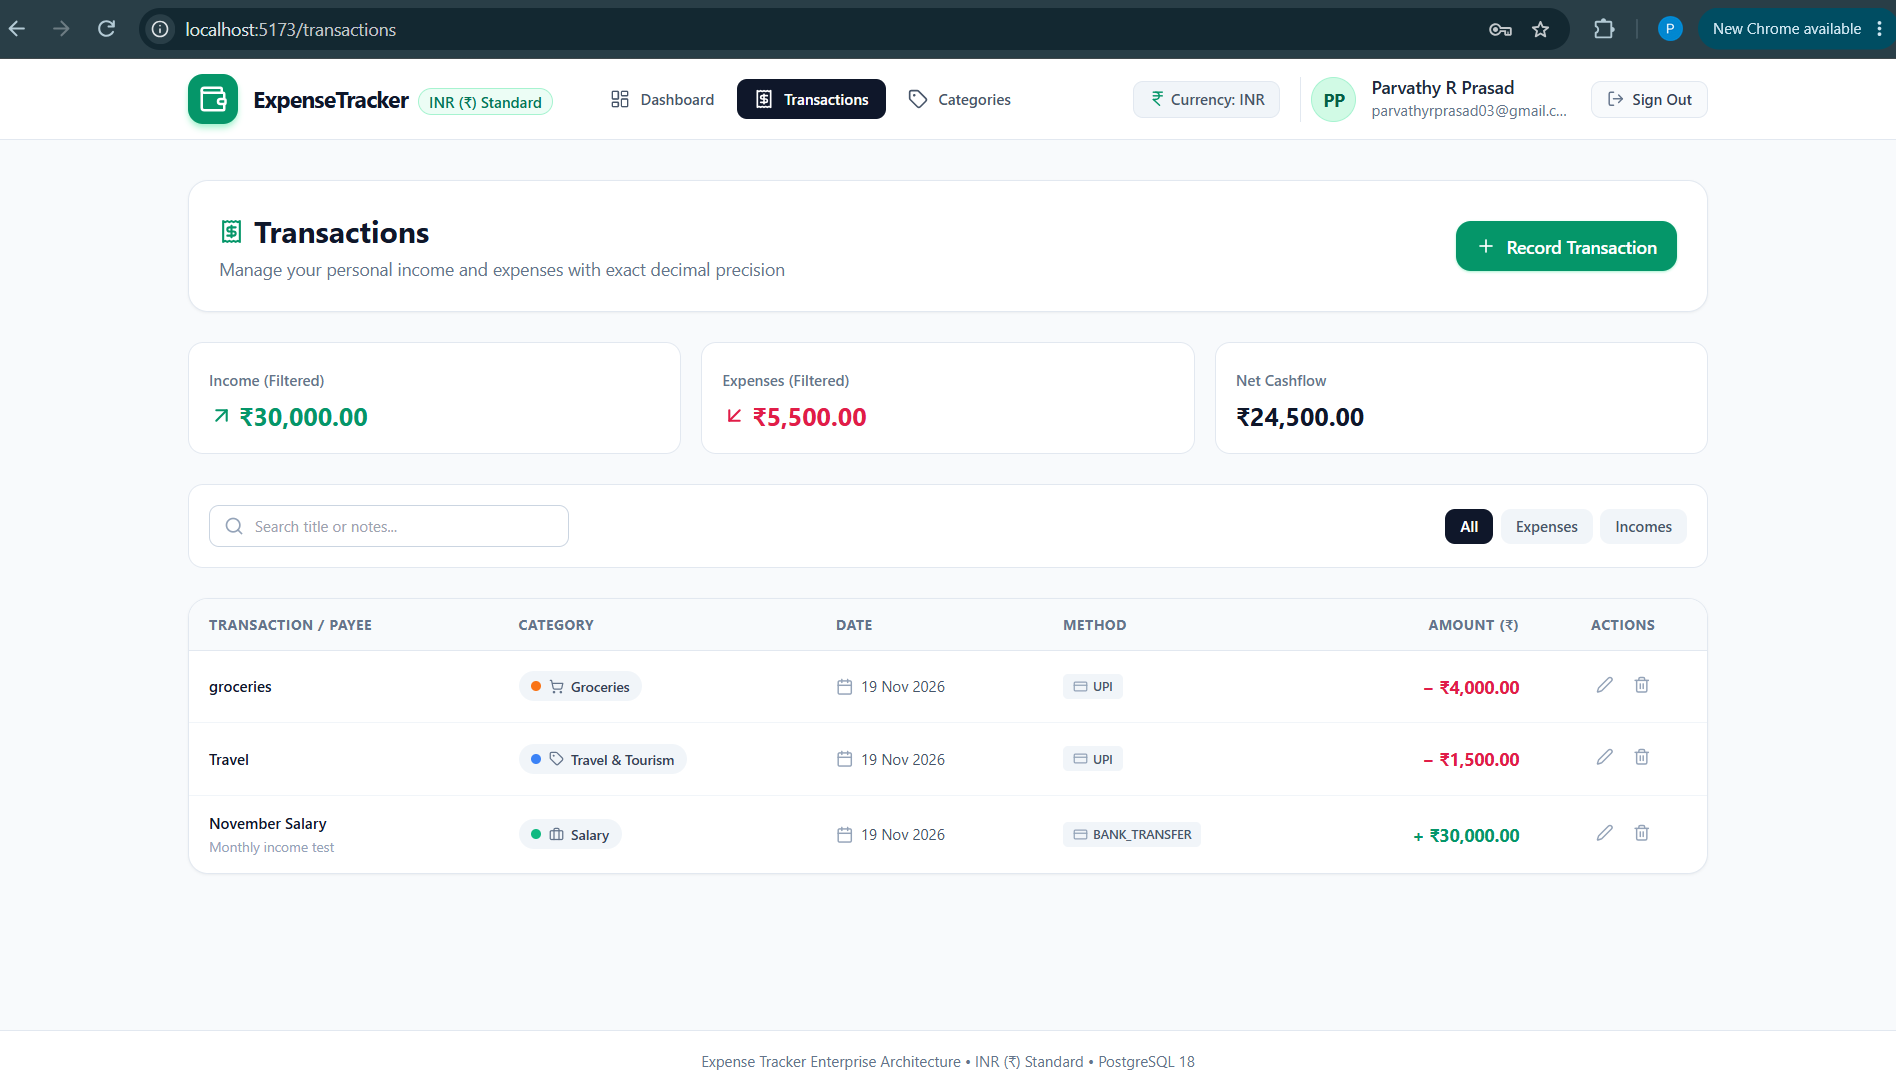 localhost:5173/transactions
P
New Chrome available
ExpenseTracker
INR (₹) Standard
Dashboard
Transactions
Categories
₹ Currency: INR
PP
Parvathy R Prasad
parvathyrprasad03@gmail.c...
Sign Out
Transactions
Manage your personal income and expenses with exact decimal precision
+ Record Transaction
Income (Filtered)
₹30,000.00
Expenses (Filtered)
₹5,500.00
Net Cashflow
₹24,500.00
Search title or notes...
All
Expenses
Incomes
TRANSACTION / PAYEE CATEGORY DATE METHOD AMOUNT (₹) ACTIONS
groceries Groceries 19 Nov 2026 UPI − ₹4,000.00
Travel Travel & Tourism 19 Nov 2026 UPI − ₹1,500.00
November Salary Salary 19 Nov 2026 BANK_TRANSFER + ₹30,000.00
Monthly income test
Expense Tracker Enterprise Architecture • INR (₹) Standard • PostgreSQL 18